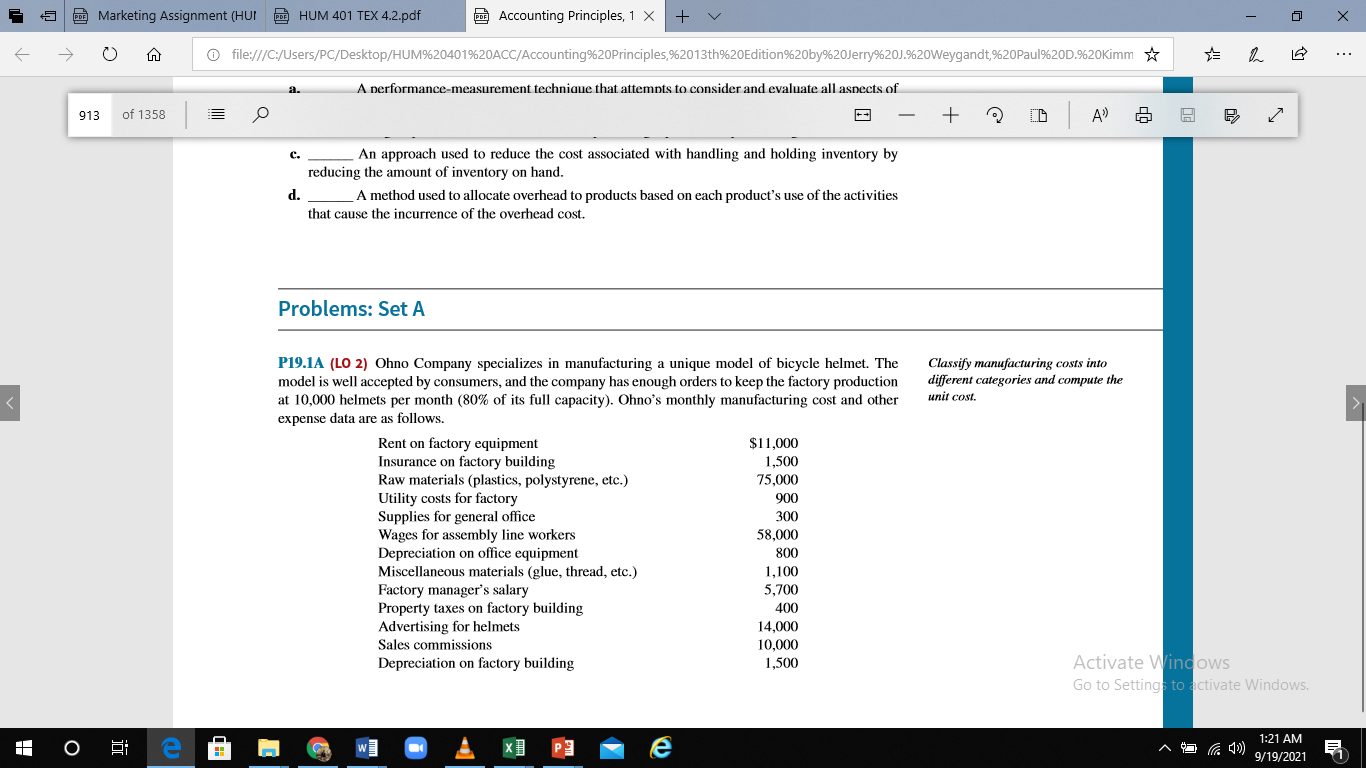 Marketing Assignment (HUI
HUM 401 TEX 4.2.pdf
Accounting Principles, 1
file:///C:/Users/PC/Desktop/HUM%20401%20ACC/Accounting%20Principles,%2013th%20Edition%20by%20Jerry%20J.%20Weygandt,%20Paul%20D.%20Kimm
a. A performance-measurement technique that attempts to consider and evaluate all aspects of
913 of 1358
c. ______ An approach used to reduce the cost associated with handling and holding inventory by
reducing the amount of inventory on hand.
d. ______ A method used to allocate overhead to products based on each product's use of the activities
that cause the incurrence of the overhead cost.
Problems: Set A
P19.1A (LO 2) Ohno Company specializes in manufacturing a unique model of bicycle helmet. The
model is well accepted by consumers, and the company has enough orders to keep the factory production
at 10,000 helmets per month (80% of its full capacity). Ohno's monthly manufacturing cost and other
expense data are as follows.
Classify manufacturing costs into
different categories and compute the
unit cost.
Rent on factory equipment $11,000
Insurance on factory building 1,500
Raw materials (plastics, polystyrene, etc.) 75,000
Utility costs for factory 900
Supplies for general office 300
Wages for assembly line workers 58,000
Depreciation on office equipment 800
Miscellaneous materials (glue, thread, etc.) 1,100
Factory manager's salary 5,700
Property taxes on factory building 400
Advertising for helmets 14,000
Sales commissions 10,000
Depreciation on factory building 1,500
Activate Windows
Go to Settings to activate Windows.
1:21 AM
9/19/2021